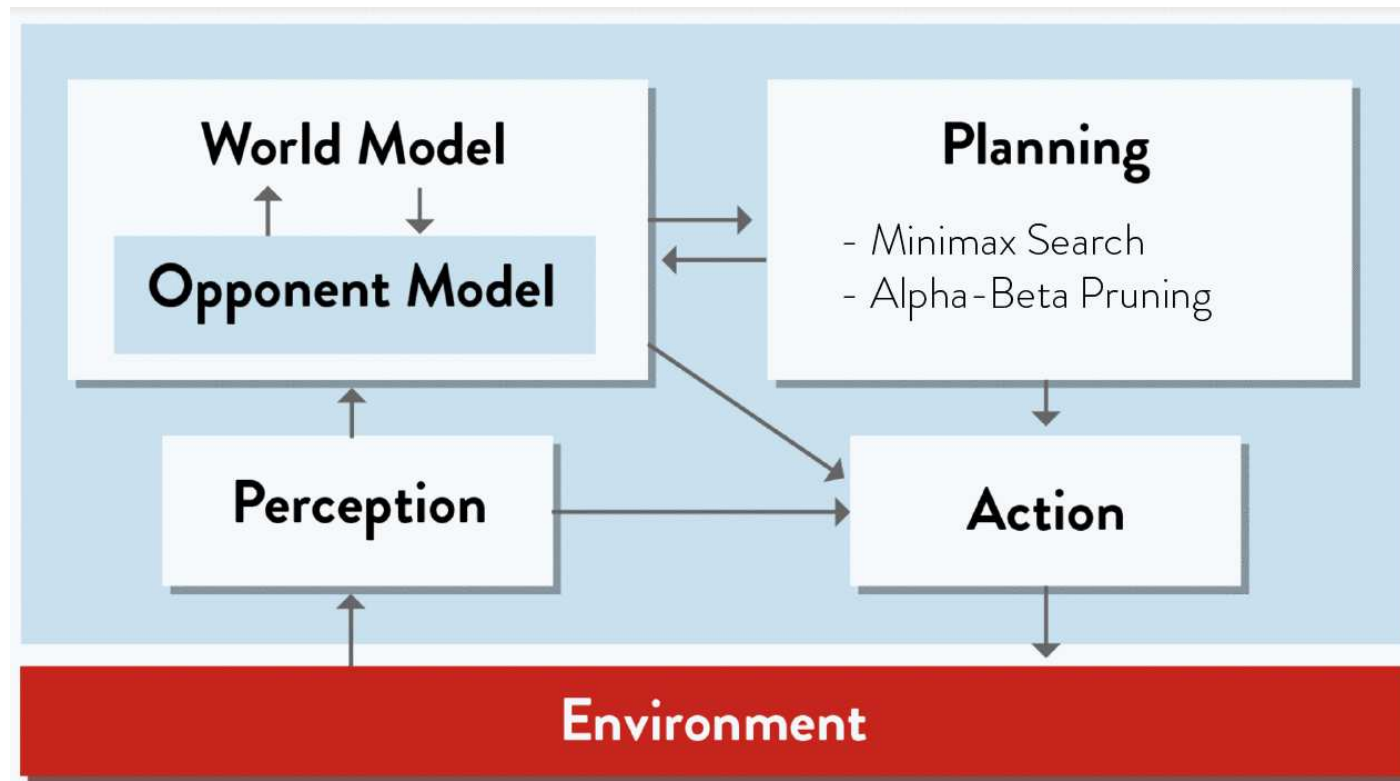 World Model
Opponent Model
Planning
- Minimax Search
- Alpha-Beta Pruning
Perception
Action
Environment